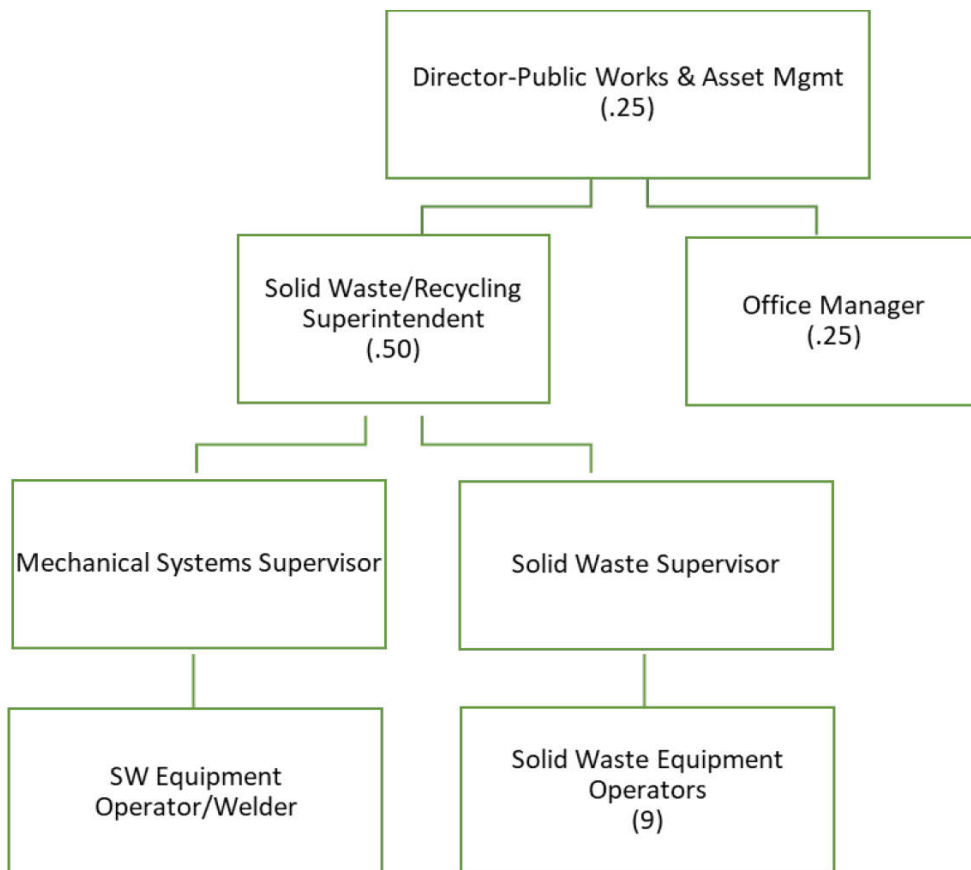 Director-Public Works & Asset Mgmt
(.25)
Solid Waste/Recycling
Superintendent
(.50)
Office Manager
(.25)
Mechanical Systems Supervisor
Solid Waste Supervisor
SW Equipment
Operator/Welder
Solid Waste Equipment
Operators
(9)